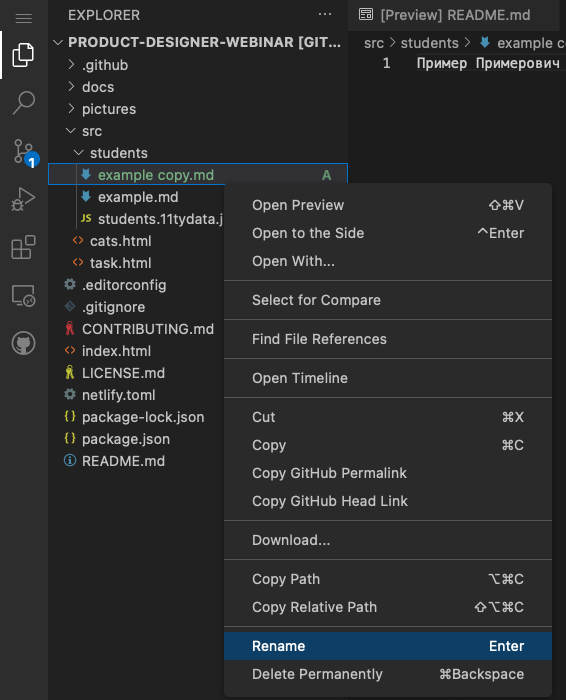 EXPLORER ...
PRODUCT-DESIGNER-WEBINAR [GIT...
.github
docs
pictures
src
students
example copy.md A
example.md
JS students.11tydata.j
cats.html
task.html
.editorconfig
.gitignore
CONTRIBUTING.md
index.html
LICENSE.md
netlify.toml
{} package-lock.json
{} package.json
README.md
1
[Preview] README.md
src > students > example co
1 Пример Примерович
Open Preview ⇧⌘V
Open to the Side ^Enter
Open With...
Select for Compare
Find File References
Open Timeline
Cut ⌘X
Copy ⌘C
Copy GitHub Permalink
Copy GitHub Head Link
Download...
Copy Path ⌥⌘C
Copy Relative Path ⇧⌥⌘C
Rename Enter
Delete Permanently ⌘Backspace